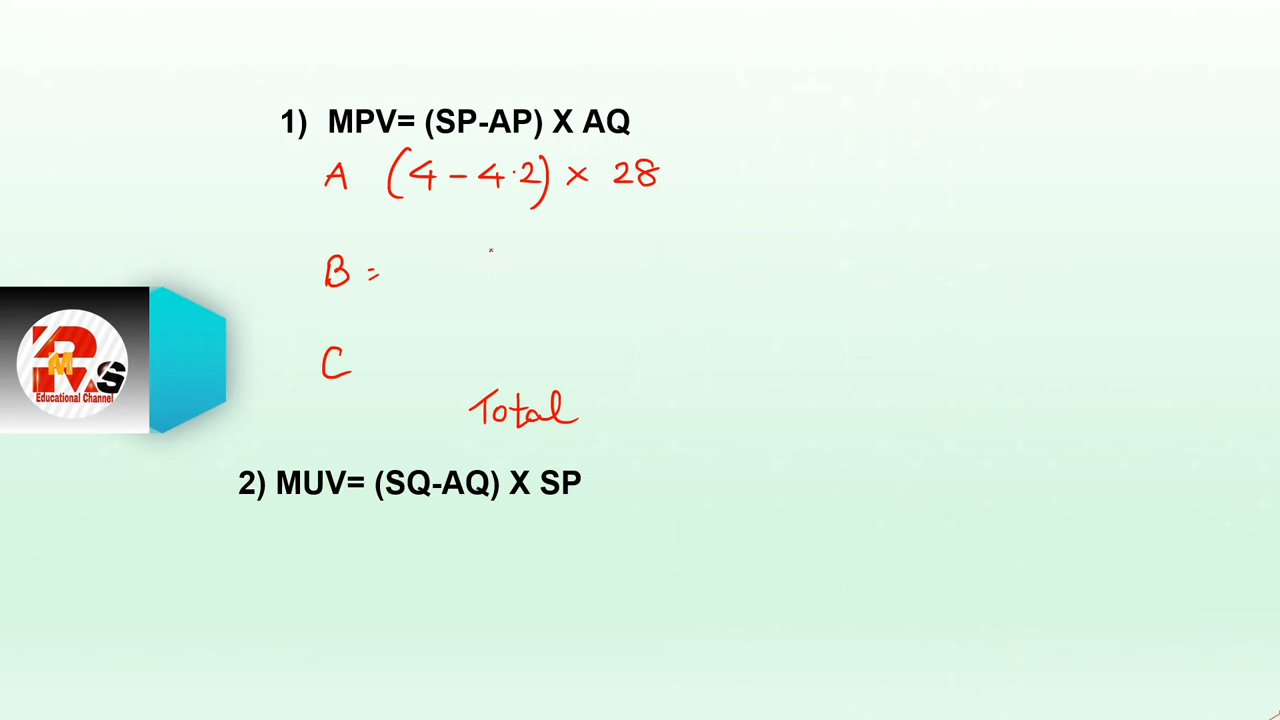 1) MPV= (SP-AP) X AQ
A (4 - 4.2) × 28
B =
C
Total
M
S
Educational Channel
2) MUV= (SQ-AQ) X SP